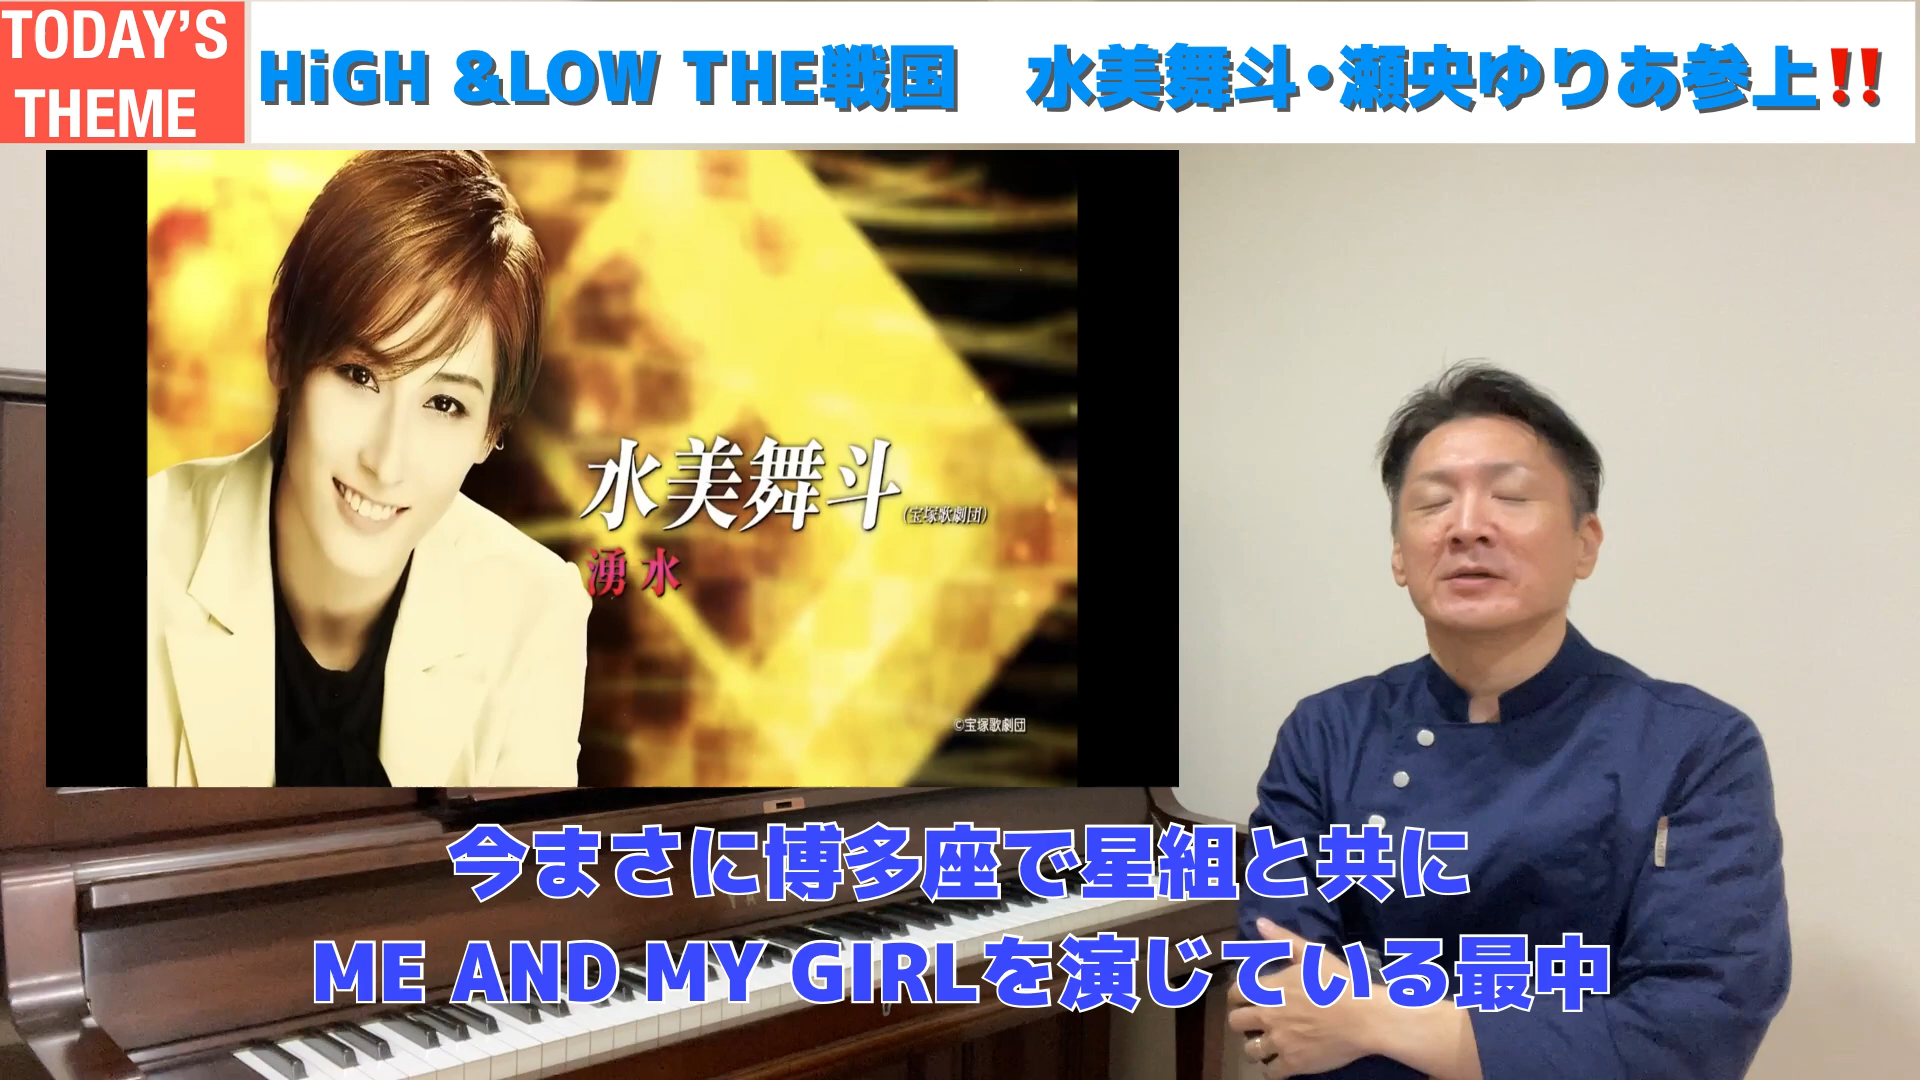 TODAY'S
THEME
HiGH &LOW THE戦国 水美舞斗・瀬央ゆりあ参上‼️
水美舞斗
(宝塚歌劇団)
湧水
©宝塚歌劇団
今まさに博多座で星組と共に
ME AND MY GIRLを演じている最中